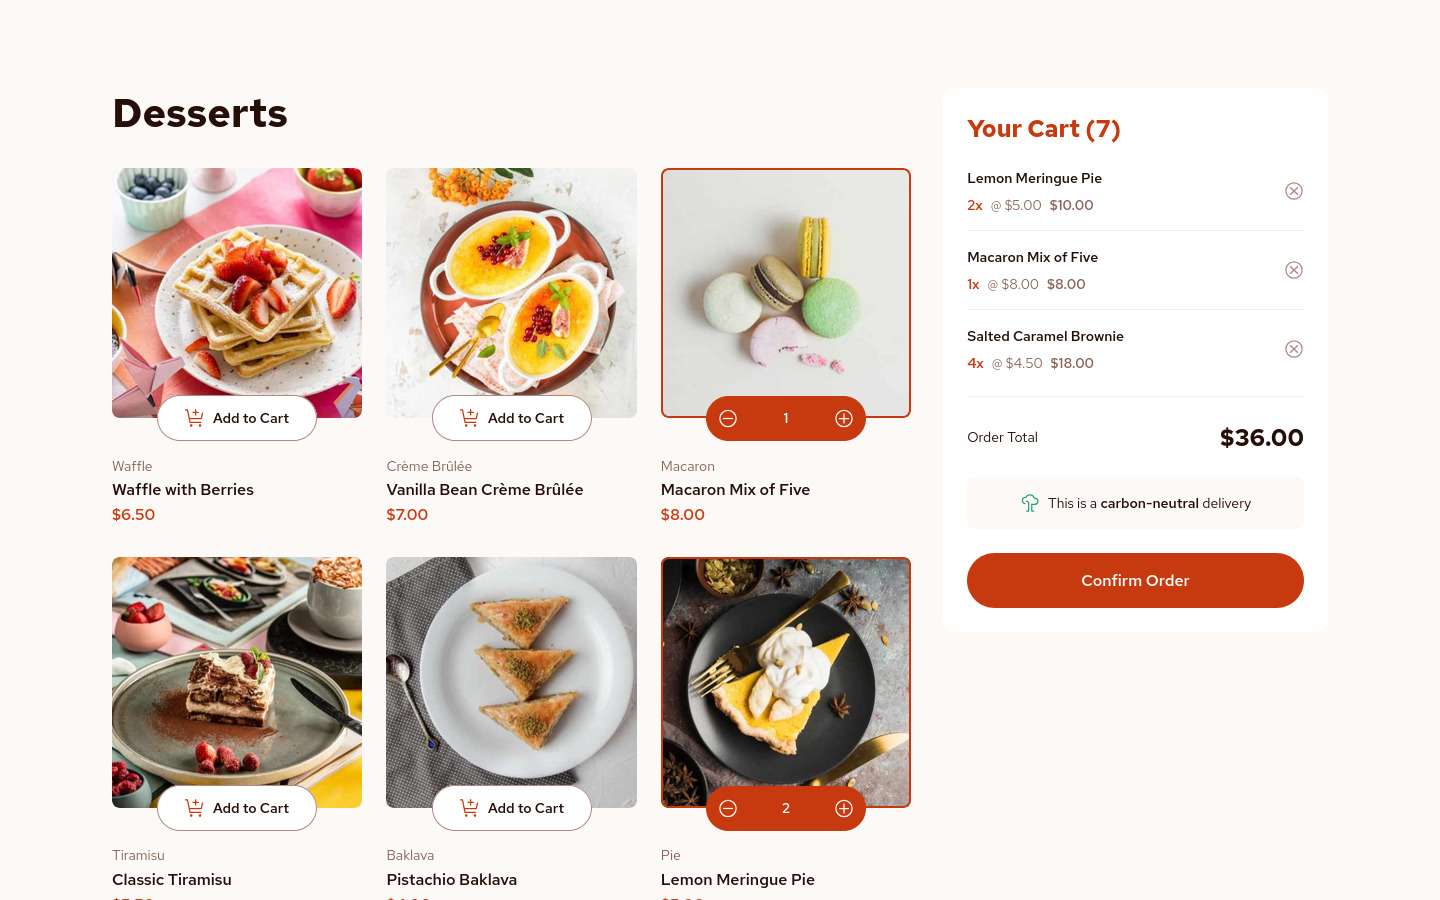 Desserts
Add to Cart
Add to Cart
1
Waffle
Waffle with Berries
$6.50
Crème Brûlée
Vanilla Bean Crème Brûlée
$7.00
Macaron
Macaron Mix of Five
$8.00
Add to Cart
Add to Cart
2
Tiramisu
Classic Tiramisu
Baklava
Pistachio Baklava
Pie
Lemon Meringue Pie
Your Cart (7)
Lemon Meringue Pie
2x @ $5.00 $10.00
Macaron Mix of Five
1x @ $8.00 $8.00
Salted Caramel Brownie
4x @ $4.50 $18.00
Order Total $36.00
This is a carbon-neutral delivery
Confirm Order